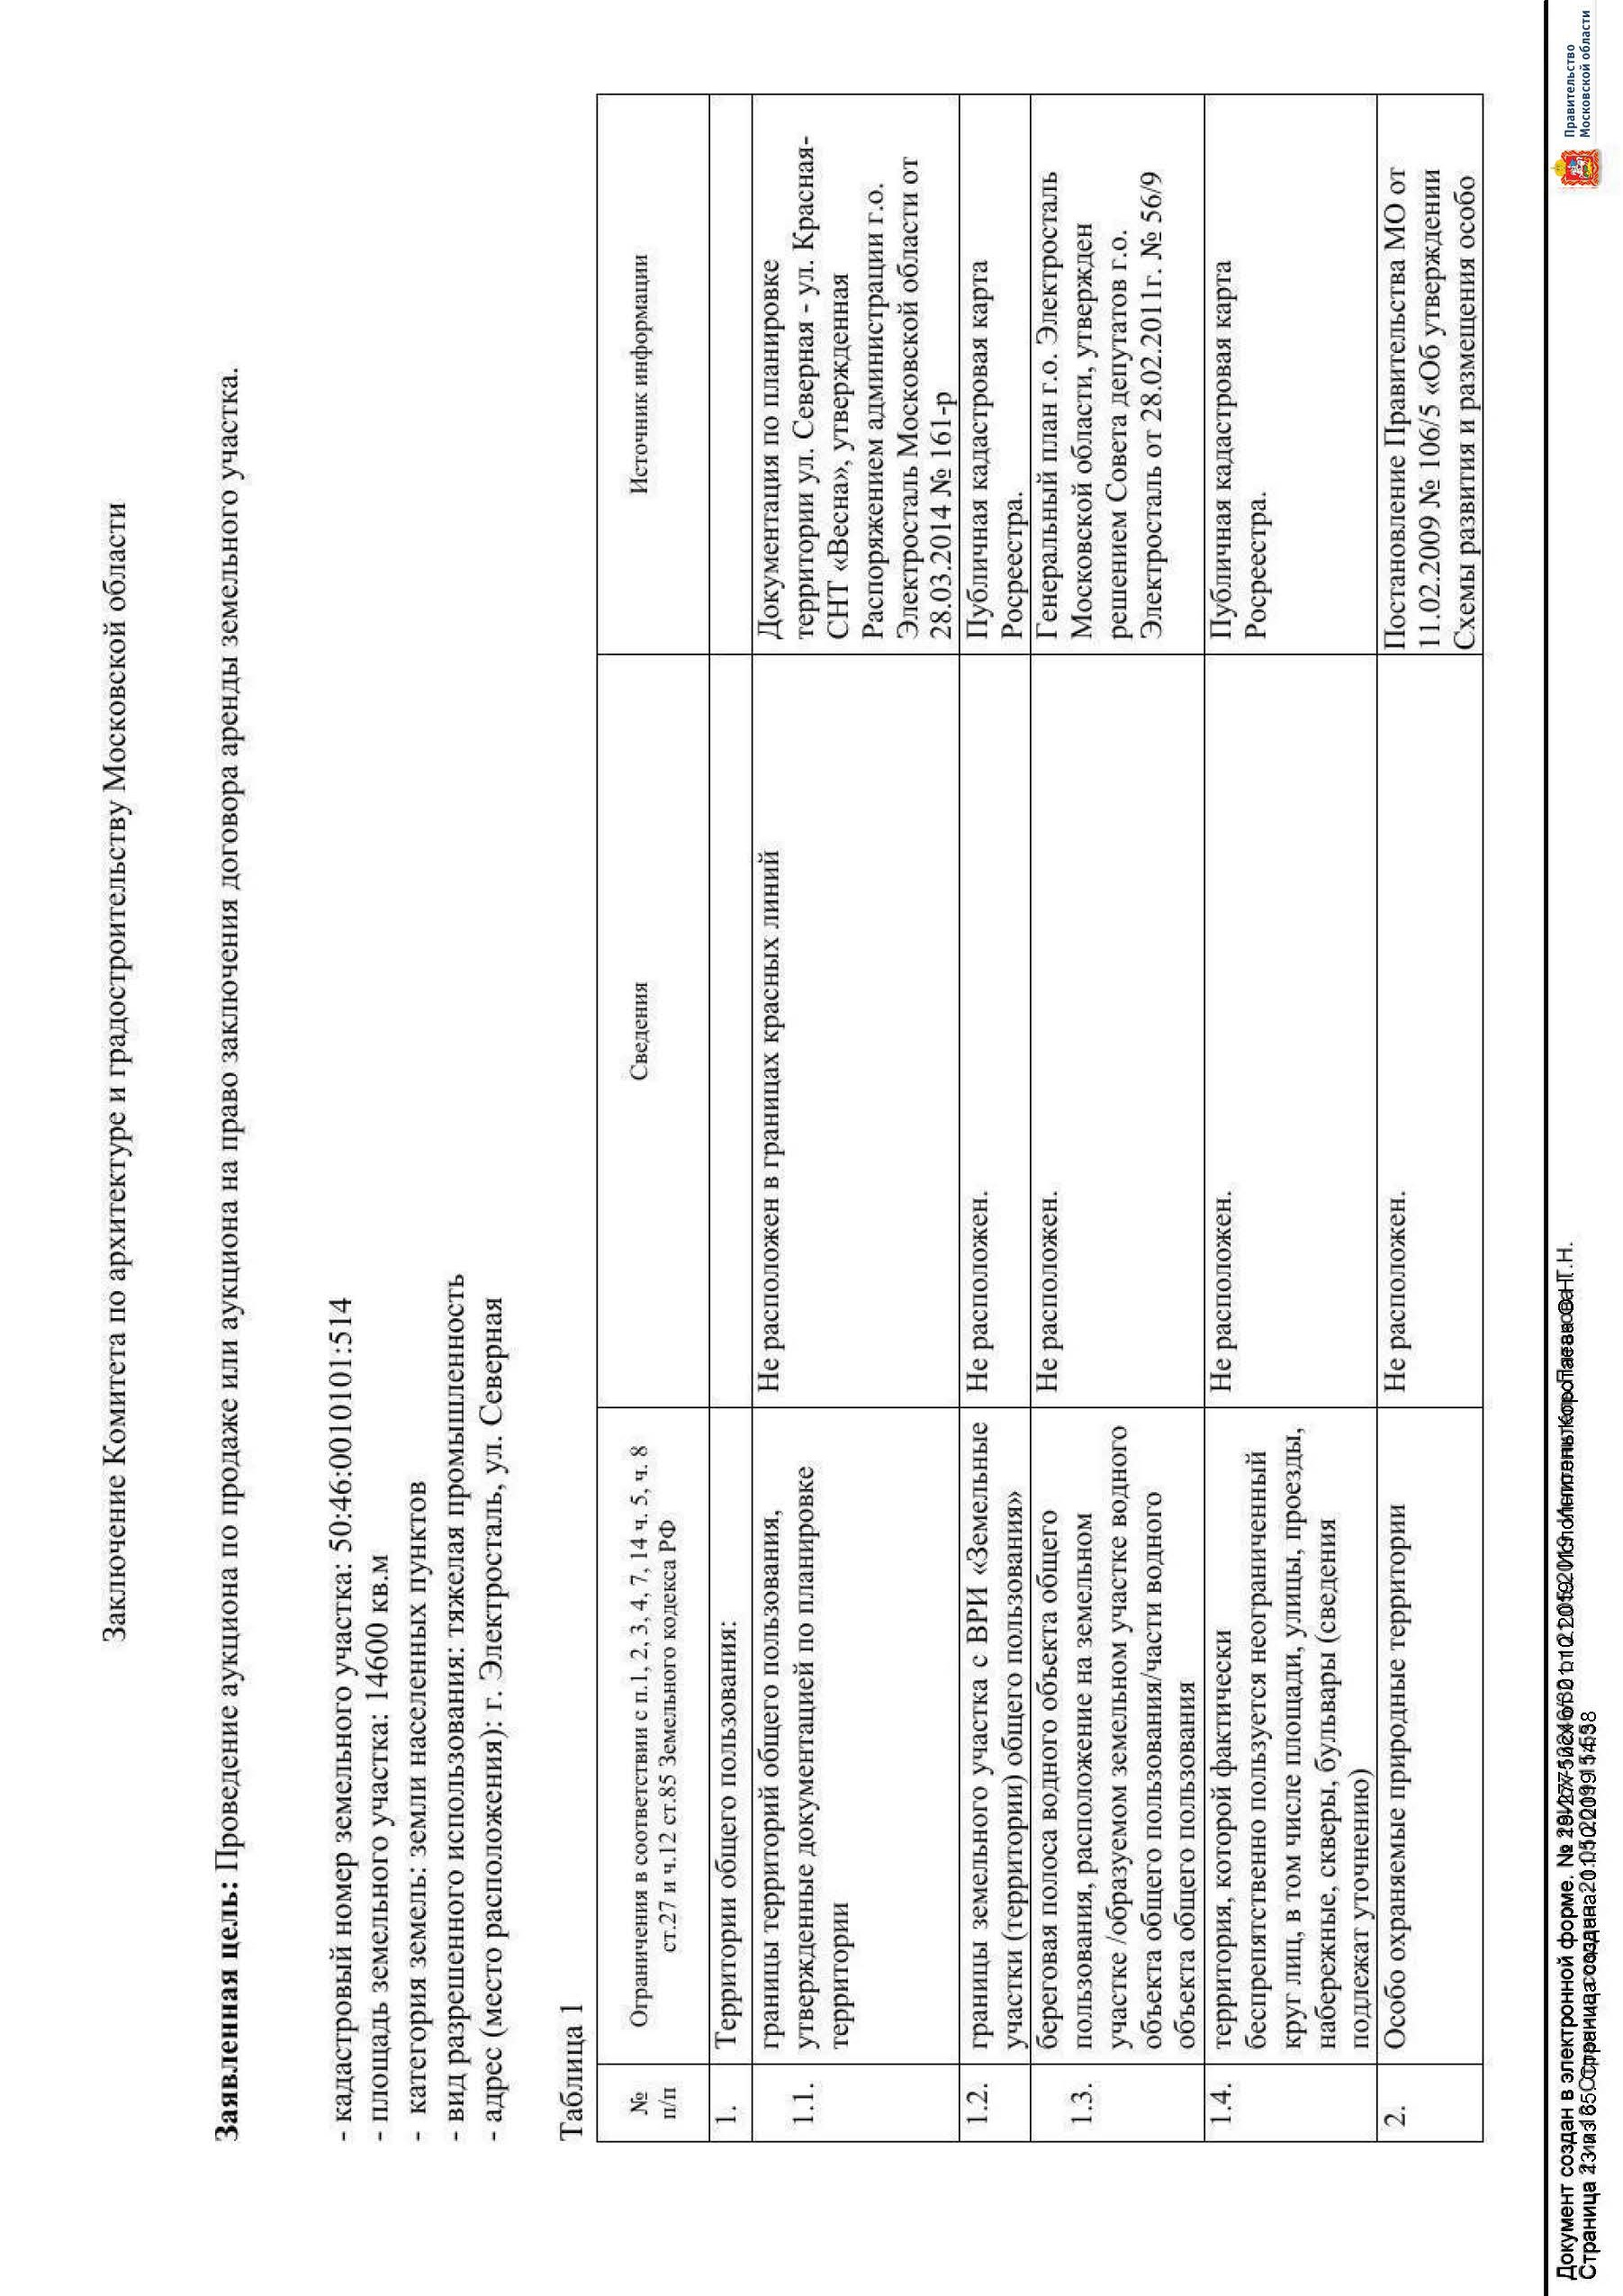 Заключение Комитета по архитектуре и градостроительству Московской области
Заявленная цель: Проведение аукциона по продаже или аукциона на право заключения договора аренды земельного участка.
- кадастровый номер земельного участка: 50:46:0010101:514
- площадь земельного участка: 14600 кв.м
- категория земель: земли населенных пунктов
- вид разрешенного использования: тяжелая промышленность
- адрес (место расположения): г. Электросталь, ул. Северная
Таблица 1
№
п/п
Ограничения в соответствии с п.1, 2, 3, 4, 7, 14 ч. 5, ч. 8
ст.27 и ч.12 ст.85 Земельного кодекса РФ
Сведения
Источник информации
1.
Территории общего пользования:
1.1.
границы территорий общего пользования,
утвержденные документацией по планировке
территории
Не расположен в границах красных линий
Документация по планировке
территории ул. Северная - ул. Красная-
СНТ «Весна», утвержденная
Распоряжением администрации г.о.
Электросталь Московской области от
28.03.2014 № 161-р
1.2.
границы земельного участка с ВРИ «Земельные
участки (территории) общего пользования»
Не расположен.
Публичная кадастровая карта
Росреестра.
1.3.
береговая полоса водного объекта общего
пользования, расположение на земельном
участке /образуемом земельном участке водного
объекта общего пользования/части водного
объекта общего пользования
Не расположен.
Генеральный план г.о. Электросталь
Московской области, утвержден
решением Совета депутатов г.о.
Электросталь от 28.02.2011г. № 56/9
1.4.
территория, которой фактически
беспрепятственно пользуется неограниченный
круг лиц, в том числе площади, улицы, проезды,
набережные, скверы, бульвары (сведения
подлежат уточнению)
Не расположен.
Публичная кадастровая карта
Росреестра.
2.
Особо охраняемые природные территории
Не расположен.
Постановление Правительства МО от
11.02.2009 № 106/5 «Об утверждении
Схемы развития и размещения особо
Документ создан в электронной форме. №
Страница
Правительство
Московской области